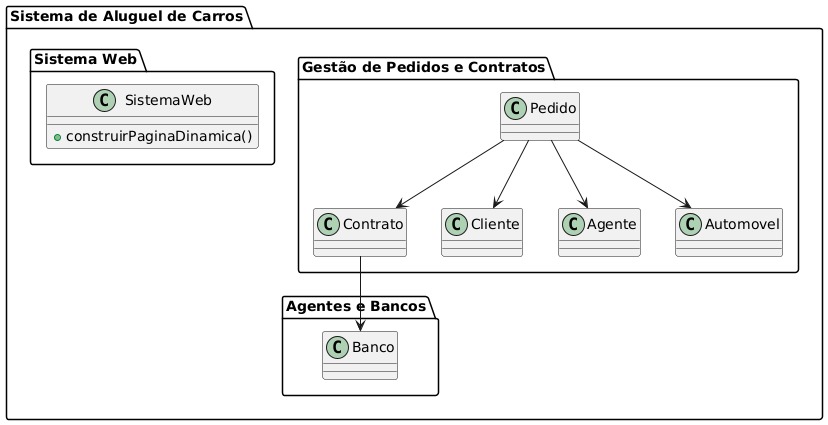 Sistema de Aluguel de Carros
Sistema Web
C SistemaWeb
construirPaginaDinamica()
Gestão de Pedidos e Contratos
C Pedido
C Contrato
C Cliente
C Agente
C Automovel
Agentes e Bancos
C Banco